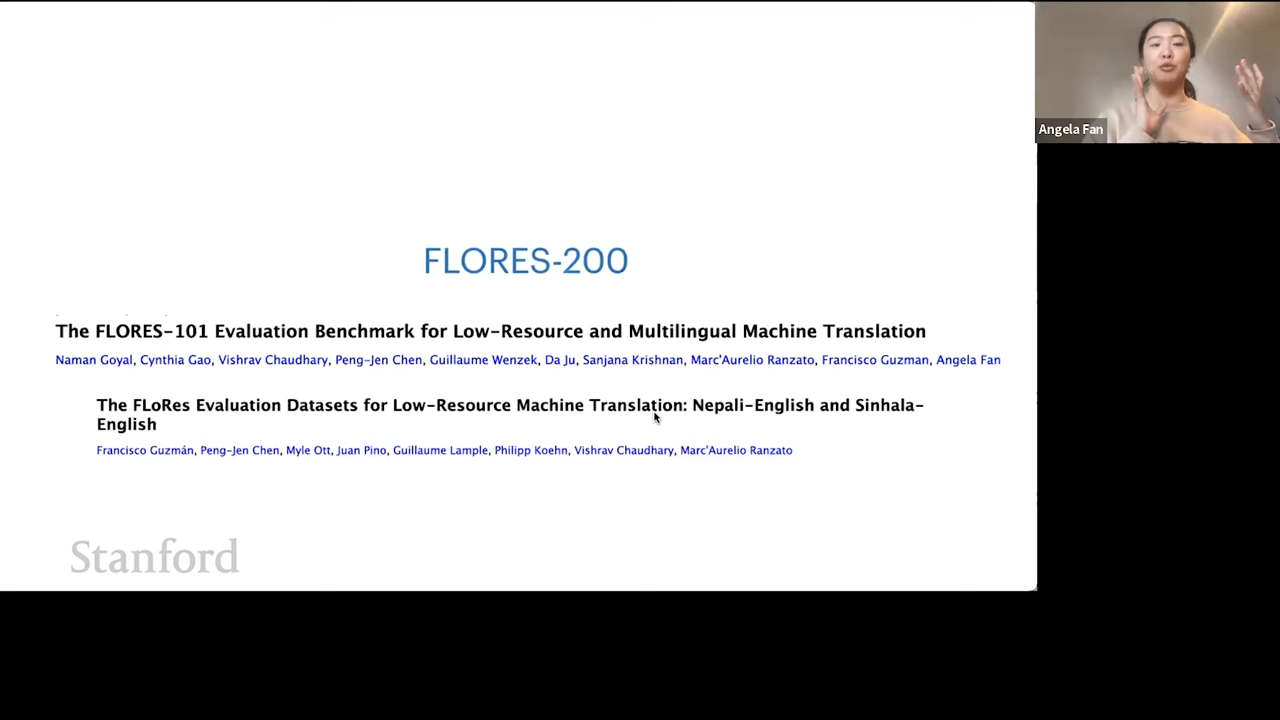 Angela Fan
FLORES-200
The FLORES-101 Evaluation Benchmark for Low-Resource and Multilingual Machine Translation
Naman Goyal, Cynthia Gao, Vishrav Chaudhary, Peng-Jen Chen, Guillaume Wenzek, Da Ju, Sanjana Krishnan, Marc'Aurelio Ranzato, Francisco Guzman, Angela Fan
The FLoRes Evaluation Datasets for Low-Resource Machine Translation: Nepali-English and Sinhala-
English
Francisco Guzmán, Peng-Jen Chen, Myle Ott, Juan Pino, Guillaume Lample, Philipp Koehn, Vishrav Chaudhary, Marc'Aurelio Ranzato
Stanford